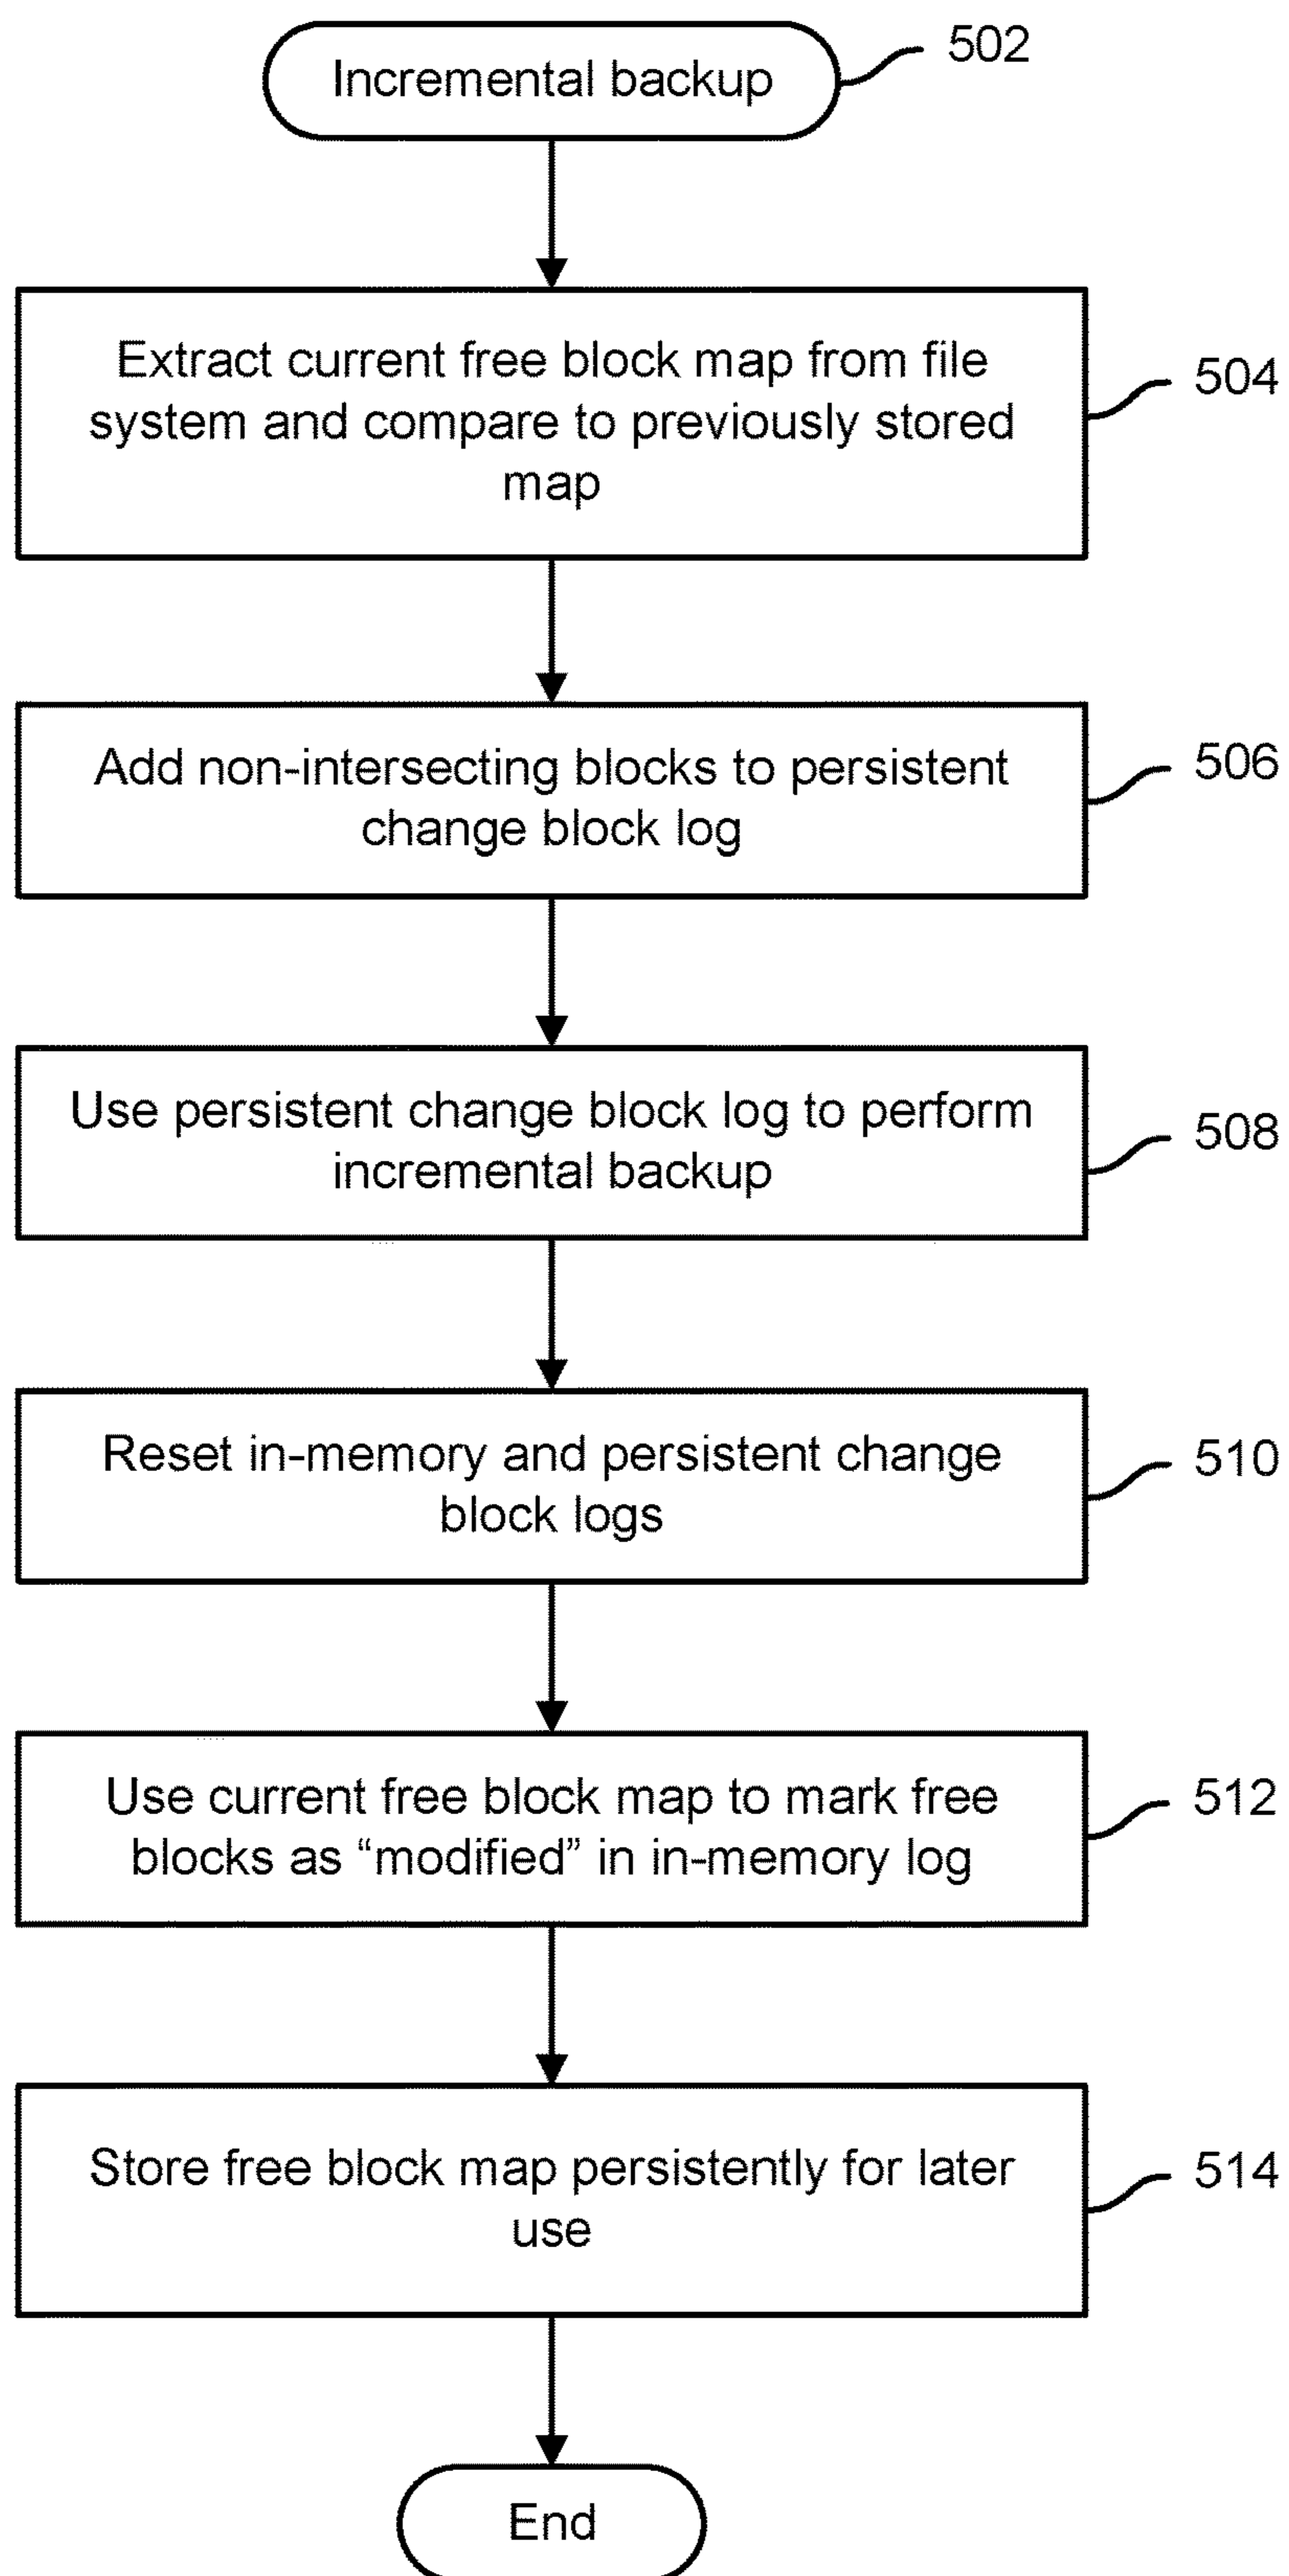 Incremental backup
502
Extract current free block map from file
system and compare to previously stored
map
504
Add non-intersecting blocks to persistent
change block log
506
Use persistent change block log to perform
incremental backup
508
Reset in-memory and persistent change
block logs
510
Use current free block map to mark free
blocks as “modified” in in-memory log
512
Store free block map persistently for later
use
514
End